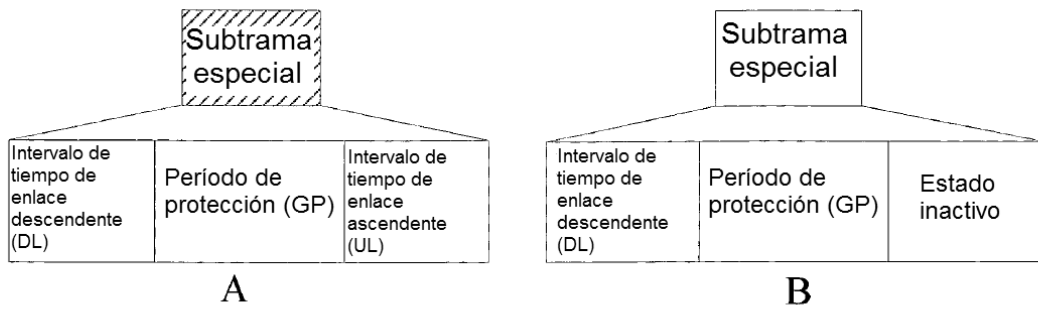 Subtrama
especial
Intervalo de
tiempo de
enlace
descendente
(DL)
Período de
protección (GP)
Intervalo de
tiempo de
enlace
ascendente
(UL)
A
Subtrama
especial
Intervalo de
tiempo de
enlace
descendente
(DL)
Período de
protección (GP)
Estado
inactivo
B